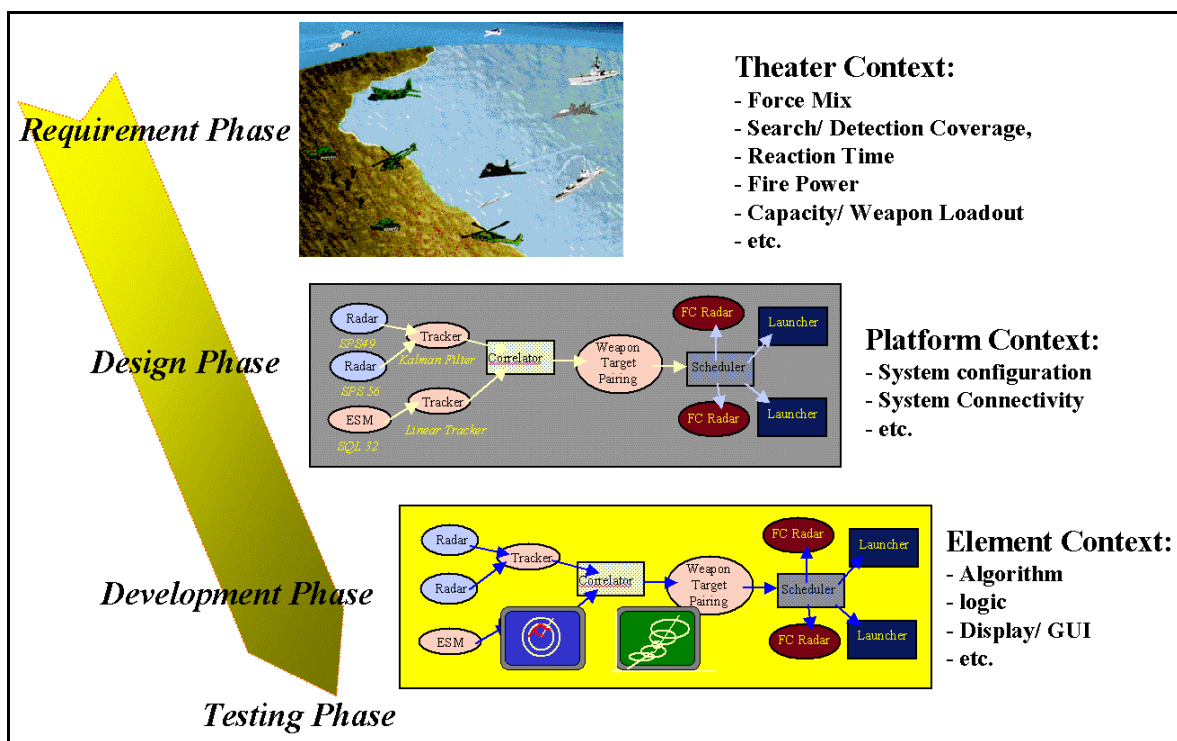 Requirement Phase
Theater Context:
- Force Mix
- Search/ Detection Coverage,
- Reaction Time
- Fire Power
- Capacity/ Weapon Loadout
- etc.
Design Phase
Radar
SPS49
Radar
SPS 56
ESM
SQL 32
Tracker
Kalman Filter
Tracker
Linear Tracker
Correlator
Weapon
Target
Pairing
FC Radar
Scheduler
FC Radar
Launcher
Launcher
Platform Context:
- System configuration
- System Connectivity
- etc.
Development Phase
Radar
Radar
ESM
Tracker
Correlator
Weapon
Target
Pairing
FC Radar
Scheduler
FC Radar
Launcher
Launcher
Element Context:
- Algorithm
- logic
- Display/ GUI
- etc.
Testing Phase